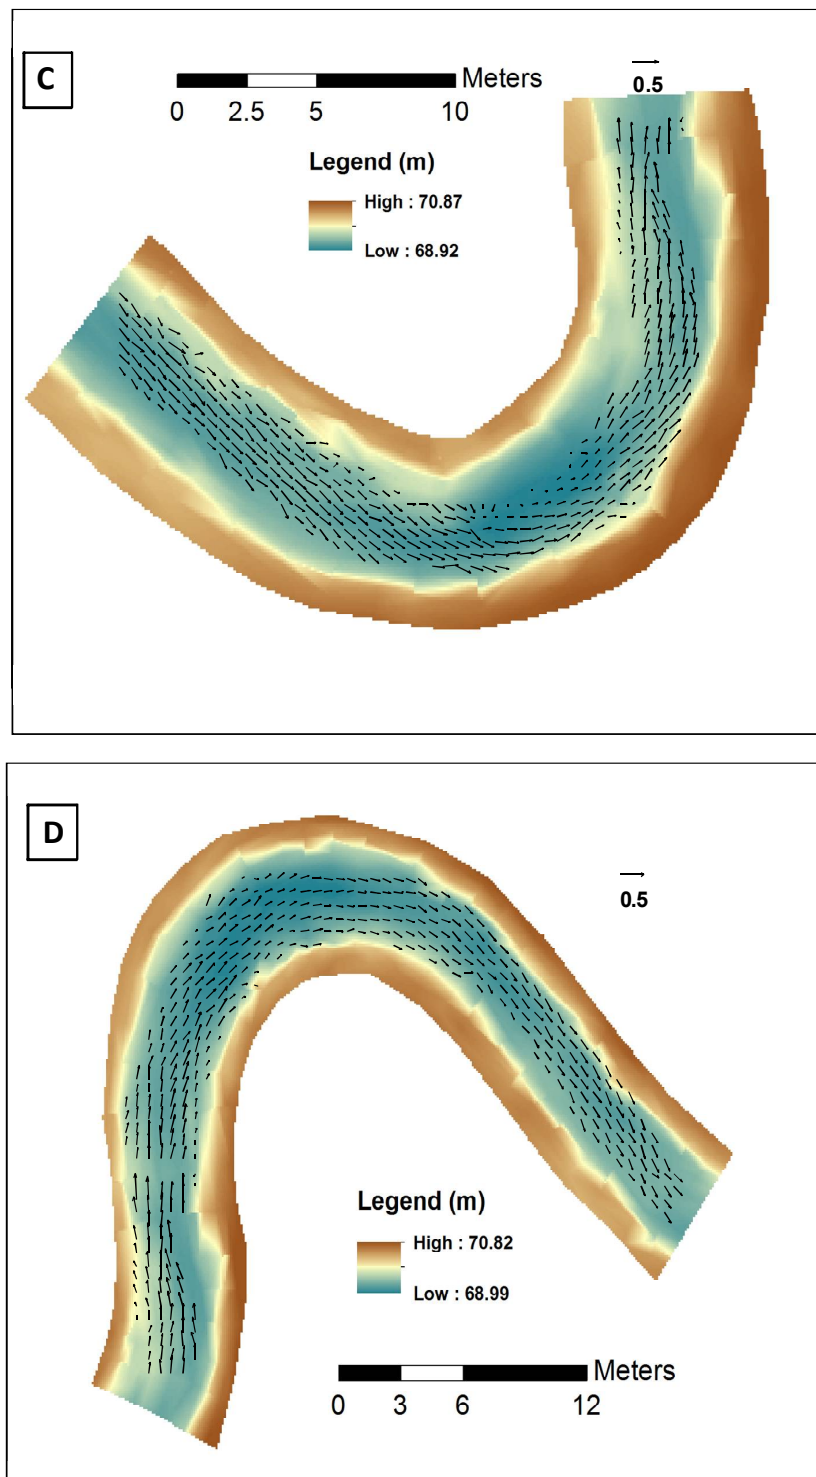 C
Meters
0 2.5 5 10
0.5
Legend (m)
High : 70.87
Low : 68.92
D
0.5
Legend (m)
High : 70.82
Low : 68.99
Meters
0 3 6 12